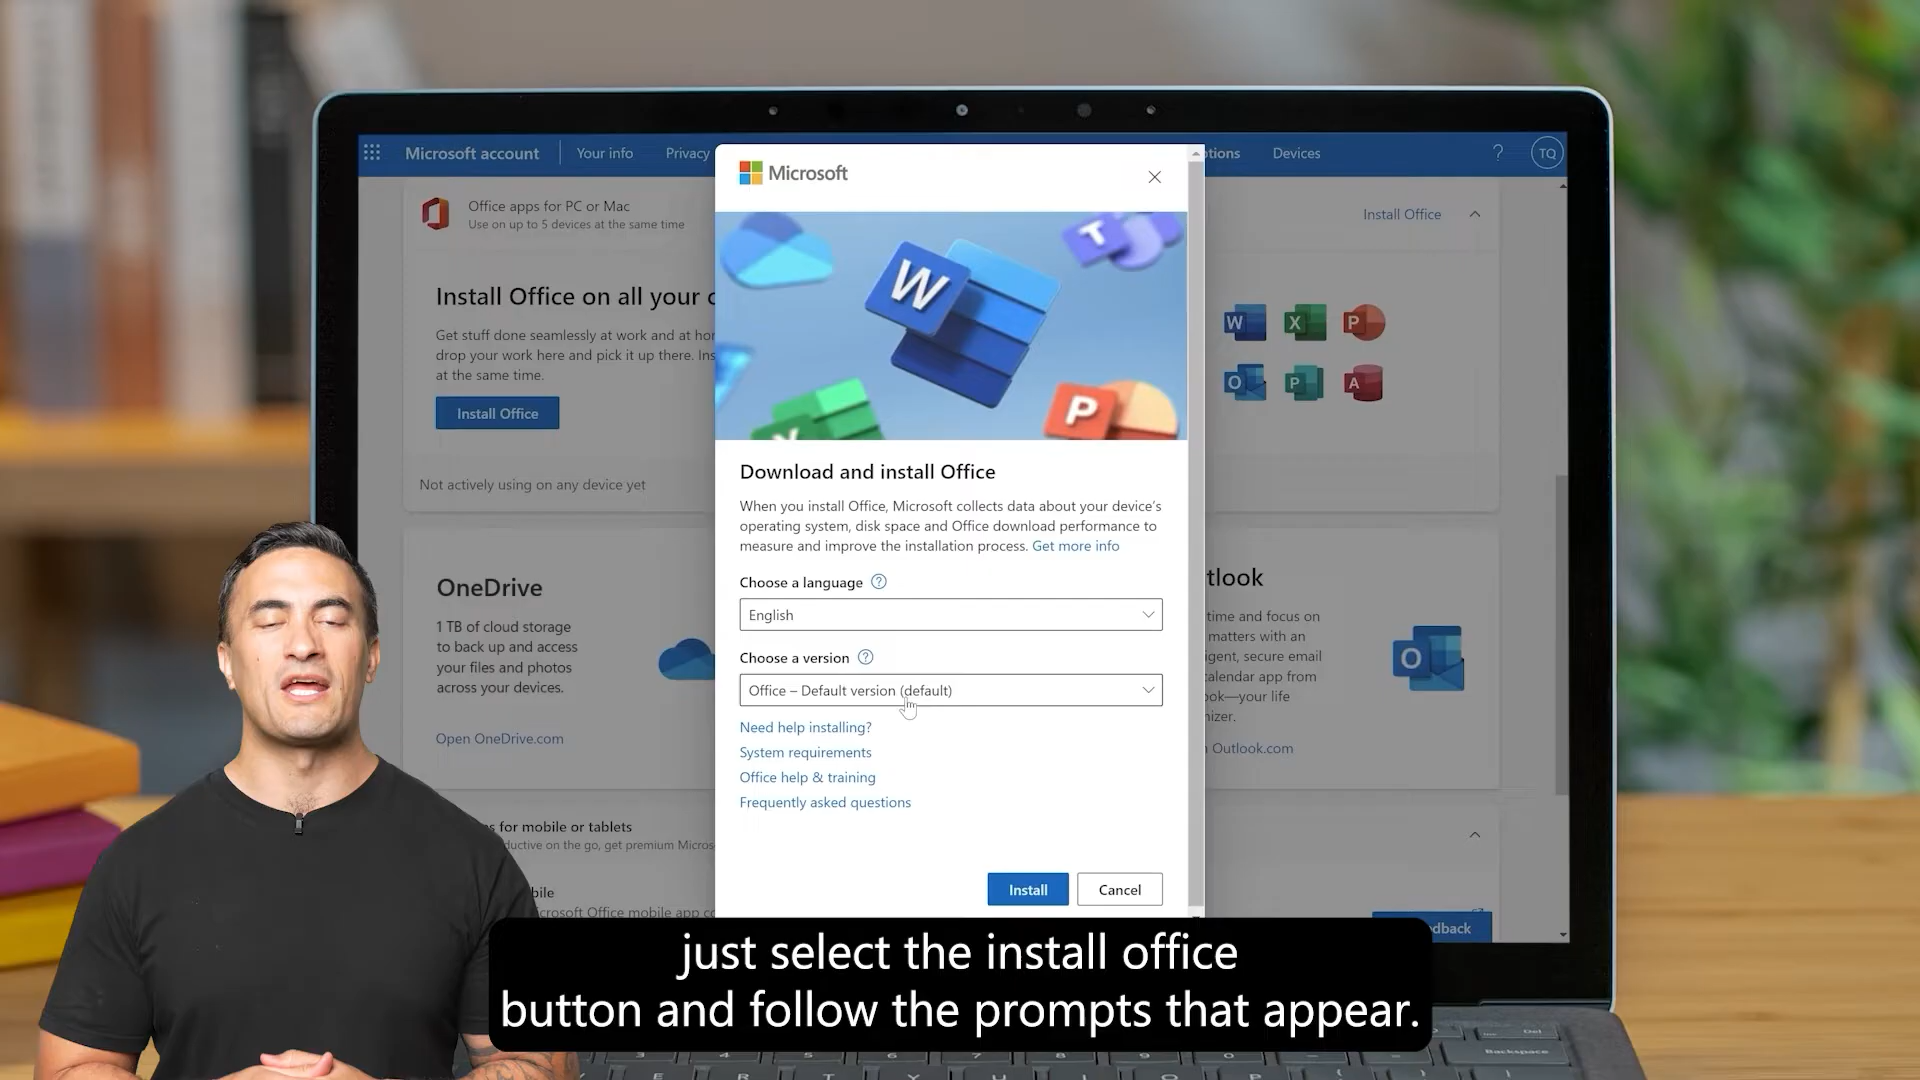 Microsoft account
Your info
Privacy
ptions
Devices
?
TQ
Office apps for PC or Mac
Use on up to 5 devices at the same time
Install Office
Install Office on all your
Get stuff done seamlessly at work and at
drop your work here and pick it up there.
at the same time.
Install Office
Not actively using on any device yet
W
X
P
O
P
A
OneDrive
1 TB of cloud storage
to back up and access
your files and photos
across your devices.
Open OneDrive.com
tlook
time and focus on
matters with an
igent, secure email
calendar app from
ok—your life
nizer.
Outlook.com
O
s for mobile or tablets
ductive on the go, get premium Micros
bile
crosoft Office mobile app
dback
Microsoft
W
T
P
Download and install Office
When you install Office, Microsoft collects data about your device's
operating system, disk space and Office download performance to
measure and improve the installation process. Get more info
Choose a language ?
English
Choose a version ?
Office – Default version (default)
Need help installing?
System requirements
Office help & training
Frequently asked questions
Install
Cancel
just select the install office
button and follow the prompts that appear.
Del
Backspace